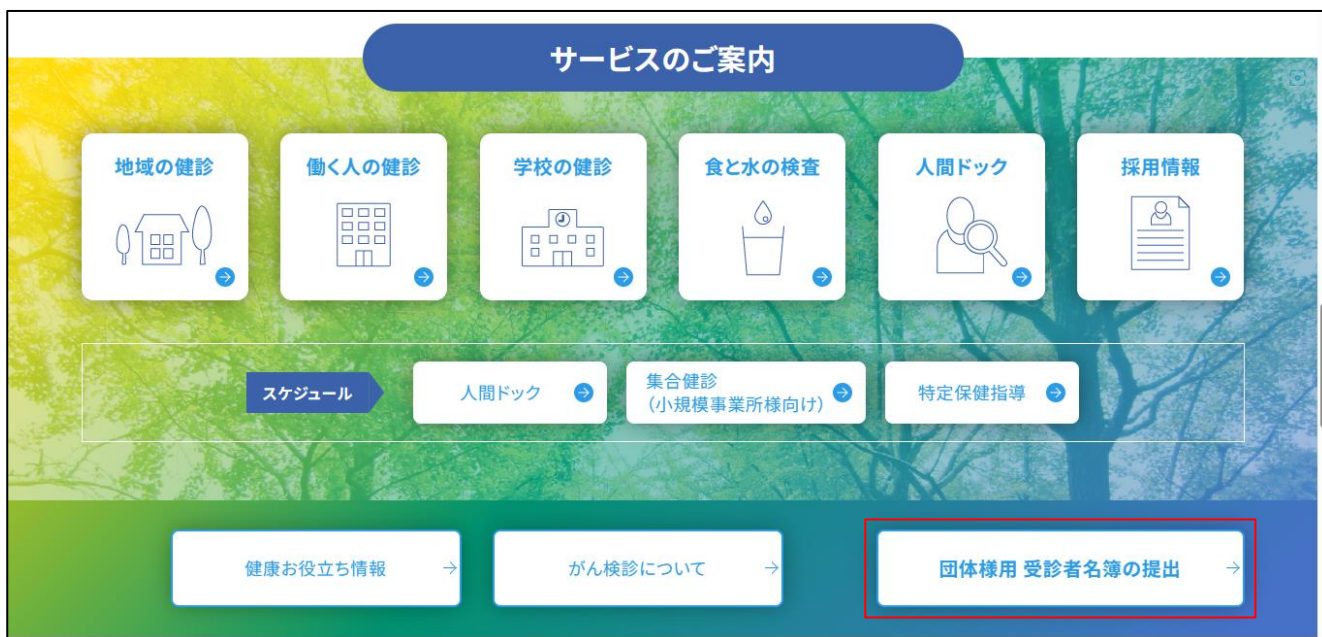 サービスのご案内
地域の健診
働く人の健診
学校の健診
食と水の検査
人間ドック
採用情報
スケジュール
人間ドック
集合健診
（小規模事業所様向け）
特定保健指導
健康お役立ち情報
がん検診について
団体様用 受診者名簿の提出